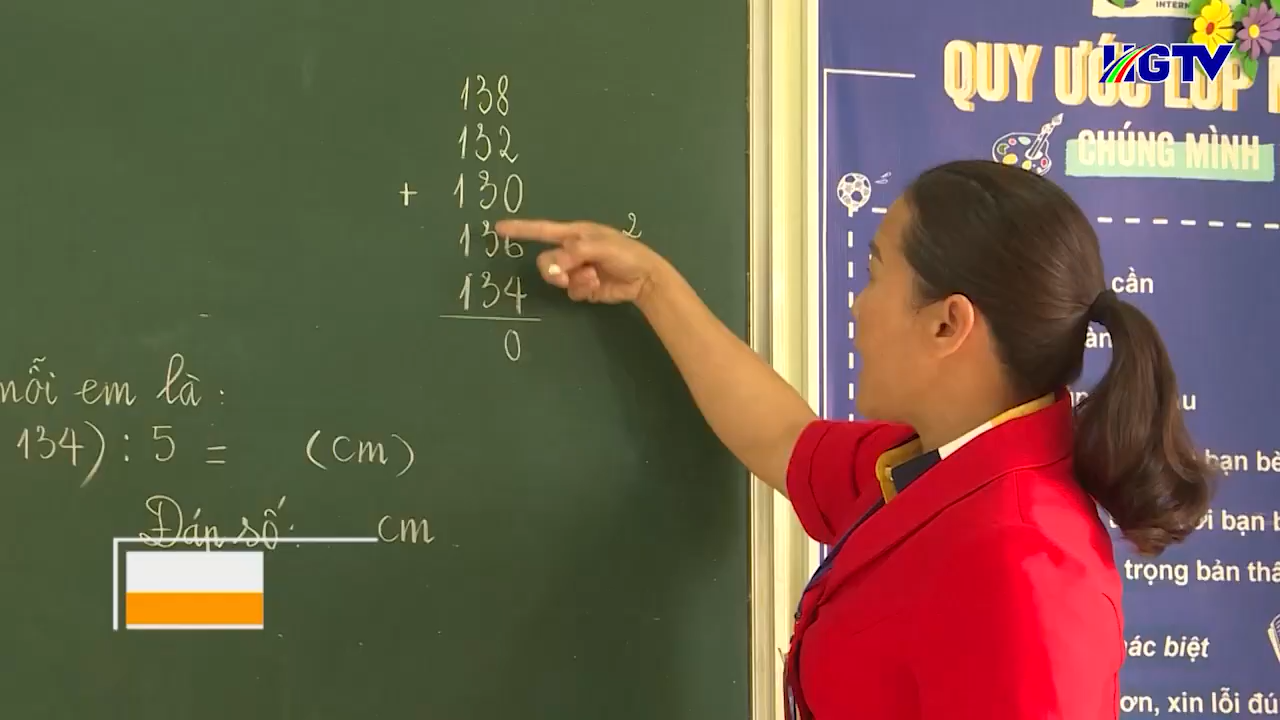 138
132
+ 130
136
134
0
2
mỗi em là :
134) : 5 = (cm)
Đáp số: cm
HGTV
QUY ƯỚC LỚP
CHÚNG MÌNH
cần
bạn bè
bạn b
trọng bản thâ
ác biệt
ơn, xin lỗi đú